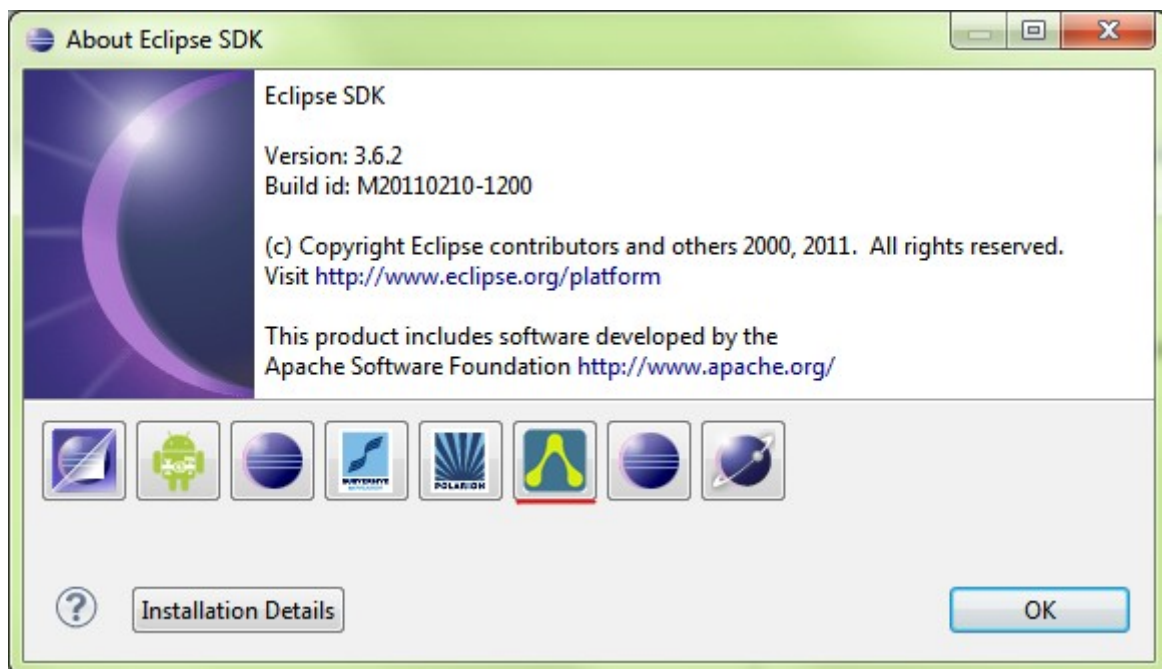 About Eclipse SDK
Eclipse SDK
Version: 3.6.2
Build id: M20110210-1200
(c) Copyright Eclipse contributors and others 2000, 2011.  All rights reserved.
Visit http://www.eclipse.org/platform
This product includes software developed by the
Apache Software Foundation http://www.apache.org/
SUBVERSIVE
POLARION
Installation Details
OK